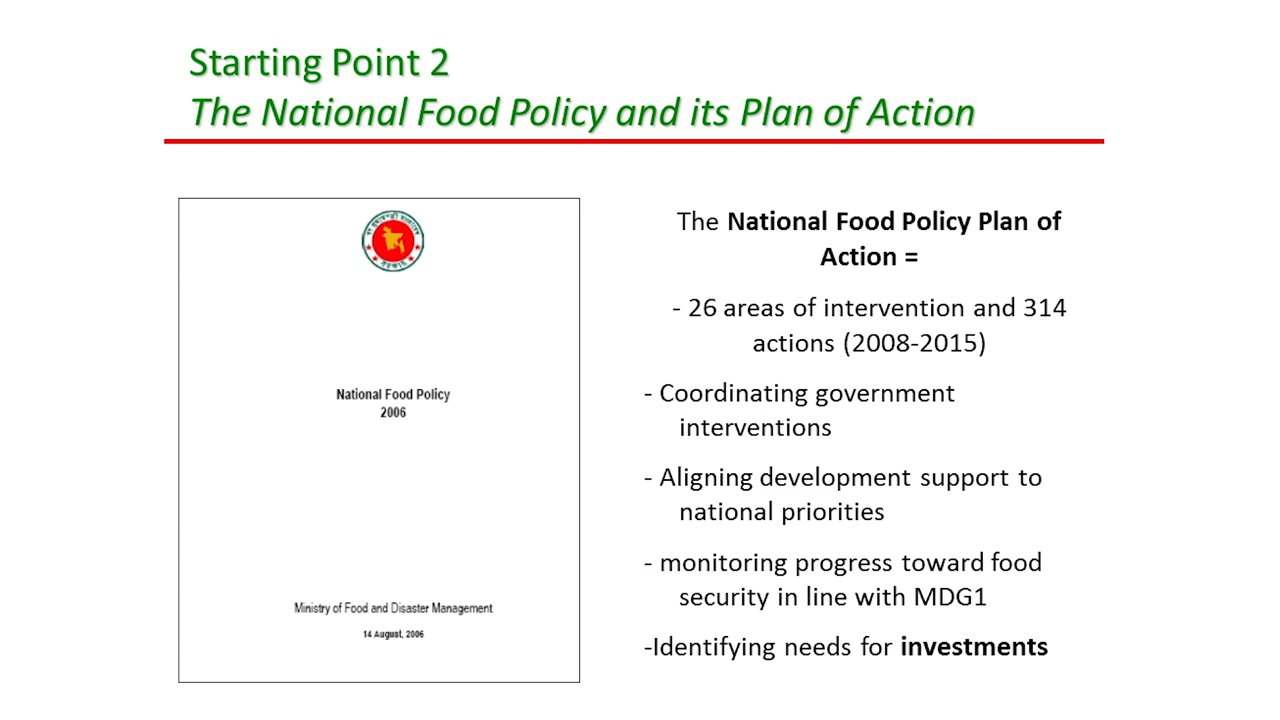 Starting Point 2
The National Food Policy and its Plan of Action
National Food Policy
2006
Ministry of Food and Disaster Management
14 August, 2006
The National Food Policy Plan of
Action =
- 26 areas of intervention and 314
actions (2008-2015)
- Coordinating government
interventions
- Aligning development support to
national priorities
- monitoring progress toward food
security in line with MDG1
-Identifying needs for investments